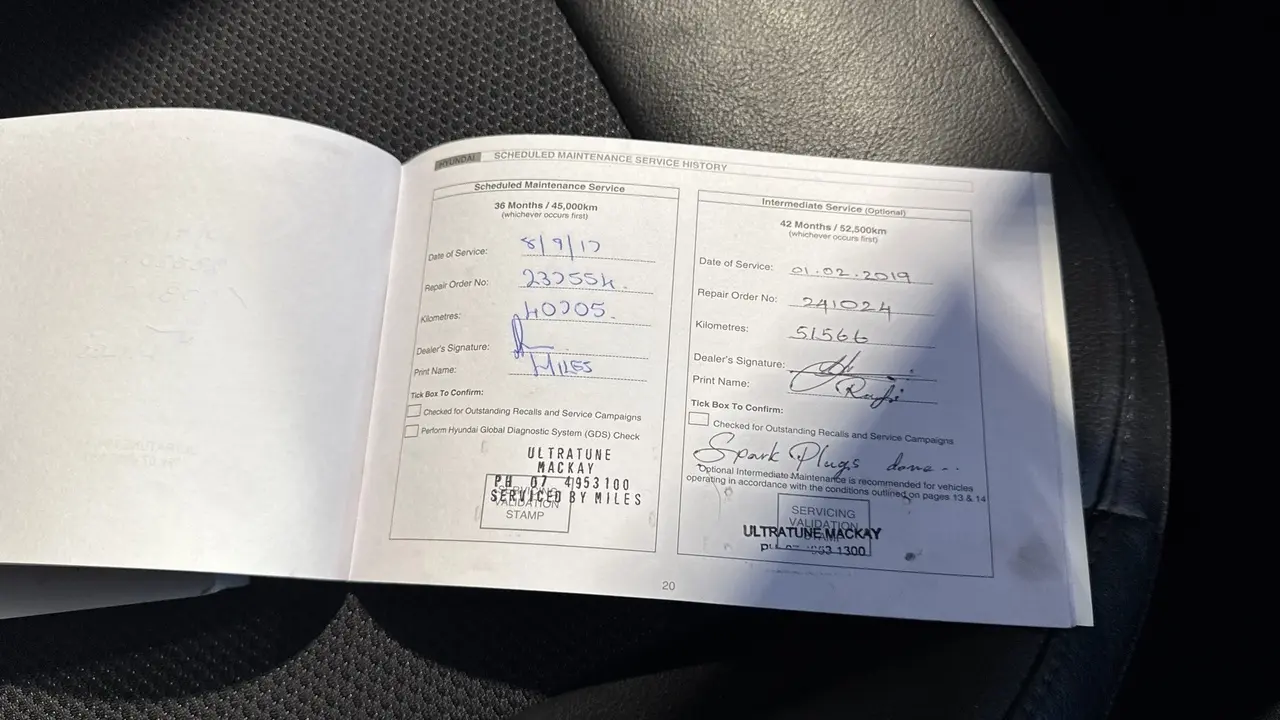 HYUNDAI SCHEDULED MAINTENANCE SERVICE HISTORY
Scheduled Maintenance Service
36 Months / 45,000km
(whichever occurs first)
Date of Service: 8/9/17
Repair Order No: 237554.
Kilometres: 40705.
Dealer's Signature:
Print Name: MILES
Tick Box To Confirm:
Checked for Outstanding Recalls and Service Campaigns
Perform Hyundai Global Diagnostic System (GDS) Check
ULTRATUNE
MACKAY
PH 07 4953100
SERVICED BY MILES
SERVICING
VALIDATION
STAMP
Intermediate Service (Optional)
42 Months / 52,500km
(whichever occurs first)
Date of Service: 01.02.2019
Repair Order No: 241024
Kilometres: 51566
Dealer's Signature:
Print Name: Rafi
Tick Box To Confirm:
Checked for Outstanding Recalls and Service Campaigns
Spark Plugs done...
Optional Intermediate Maintenance is recommended for vehicles
operating in accordance with the conditions outlined on pages 13 & 14
SERVICING
VALIDATION
ULTRATUNE MACKAY
1300
20